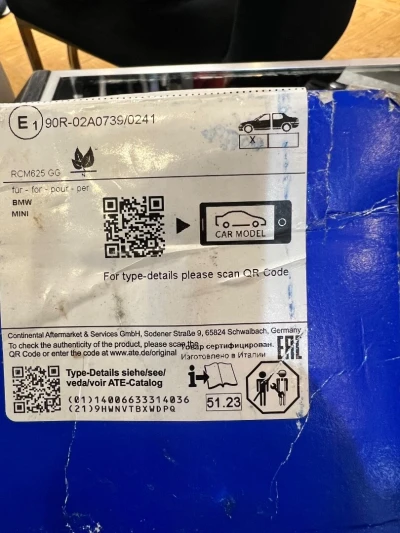 E1 90R-02A0739/0241
X
RCM625 GG
N
für - for - pour - per
BMW
MINI
CAR MODEL
For type-details please scan QR Code
Continental Aftermarket & Services GmbH, Sodener Straße 9, 65824 Schwalbach, Germany
To check the authenticity of the product, please scan the
QR Code or enter the code at www.ate.de/original
Товар сертифицирован.
Изготовлено в Италии
EAC
Type-Details siehe/see/
veda/voir ATE-Catalog
(01)14006633314036
(21)9HWNVTBXWDPQ
i
51.23